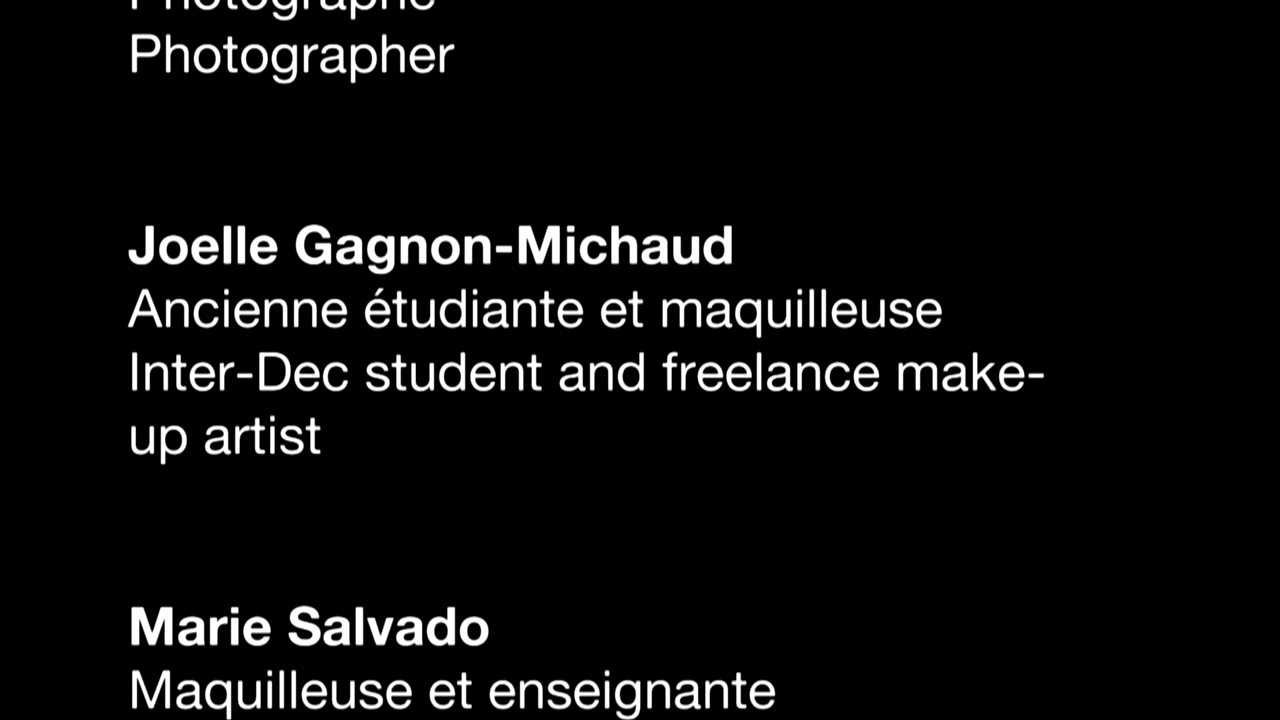 Photographe
Photographer
Joelle Gagnon-Michaud
Ancienne étudiante et maquilleuse
Inter-Dec student and freelance make-
up artist
Marie Salvado
Maquilleuse et enseignante